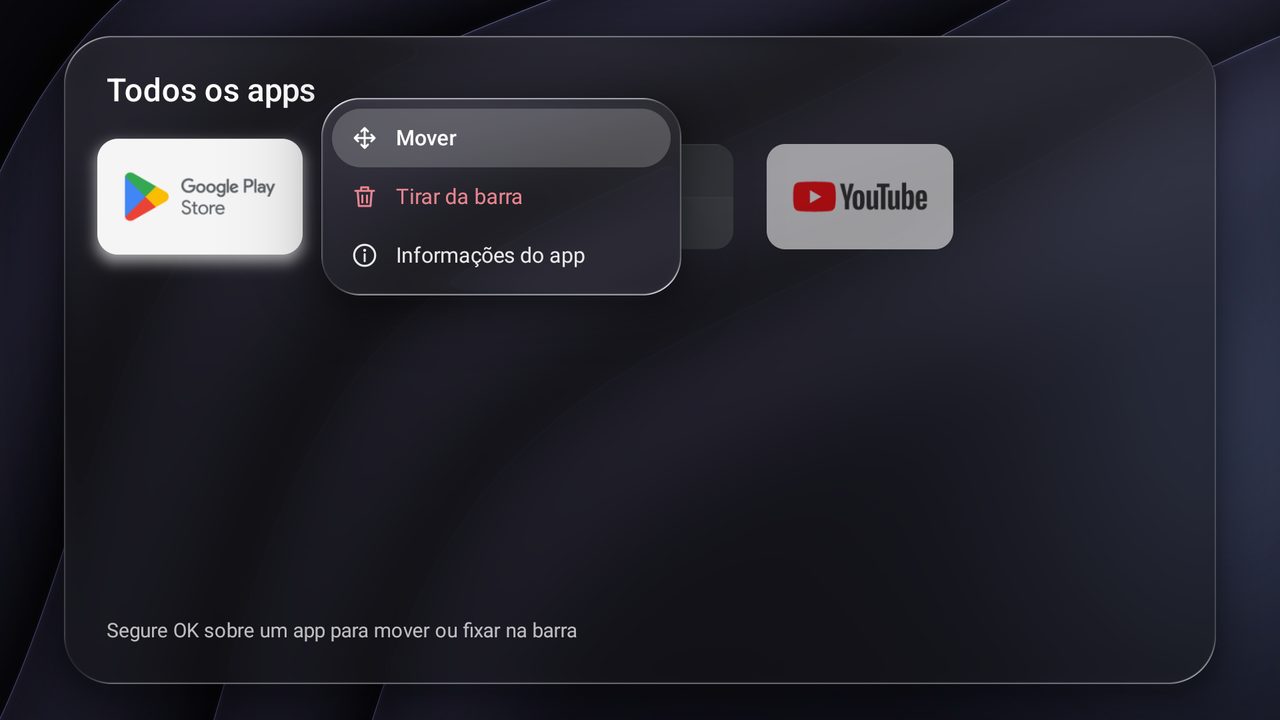 Todos os apps
Google Play
Store
Mover
Tirar da barra
Informações do app
YouTube
Segure OK sobre um app para mover ou fixar na barra